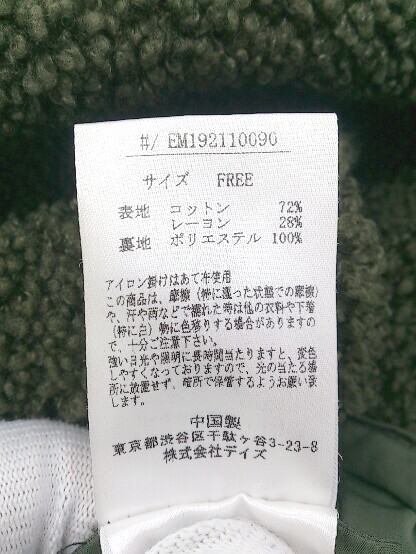 #/ EM192110090
サイズ FREE
表地 コットン 72%
レーヨン 28%
裏地 ポリエステル 100%
アイロン掛けはあて布使用
この商品は、摩擦(特に湿った状態での摩擦)
や、汗や雨などで濡れた時は他の衣料や下着
(特に白)物に色移りする場合がありますの
で、十分ご注意下さい。
強い日光や照明に長時間当たりますと、変色
しやすくなっておりますので、光の当たる場
所に放置せず、暗所で保管するようお願い致
します。
中国製
東京都渋谷区千駄ヶ谷3-23-8
株式会社デイズ